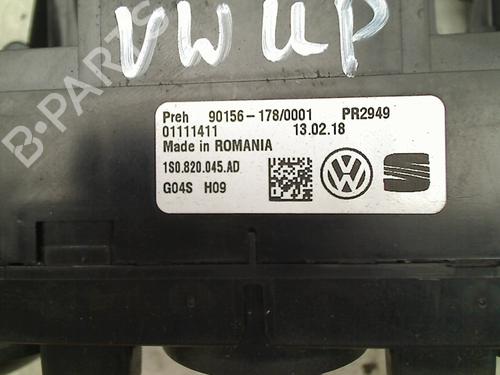 VW UP
B-PARTS
Preh 90156-178/0001 PR2949
01111411 13.02.18
Made in ROMANIA
1S0.820.045.AD
G04S H09